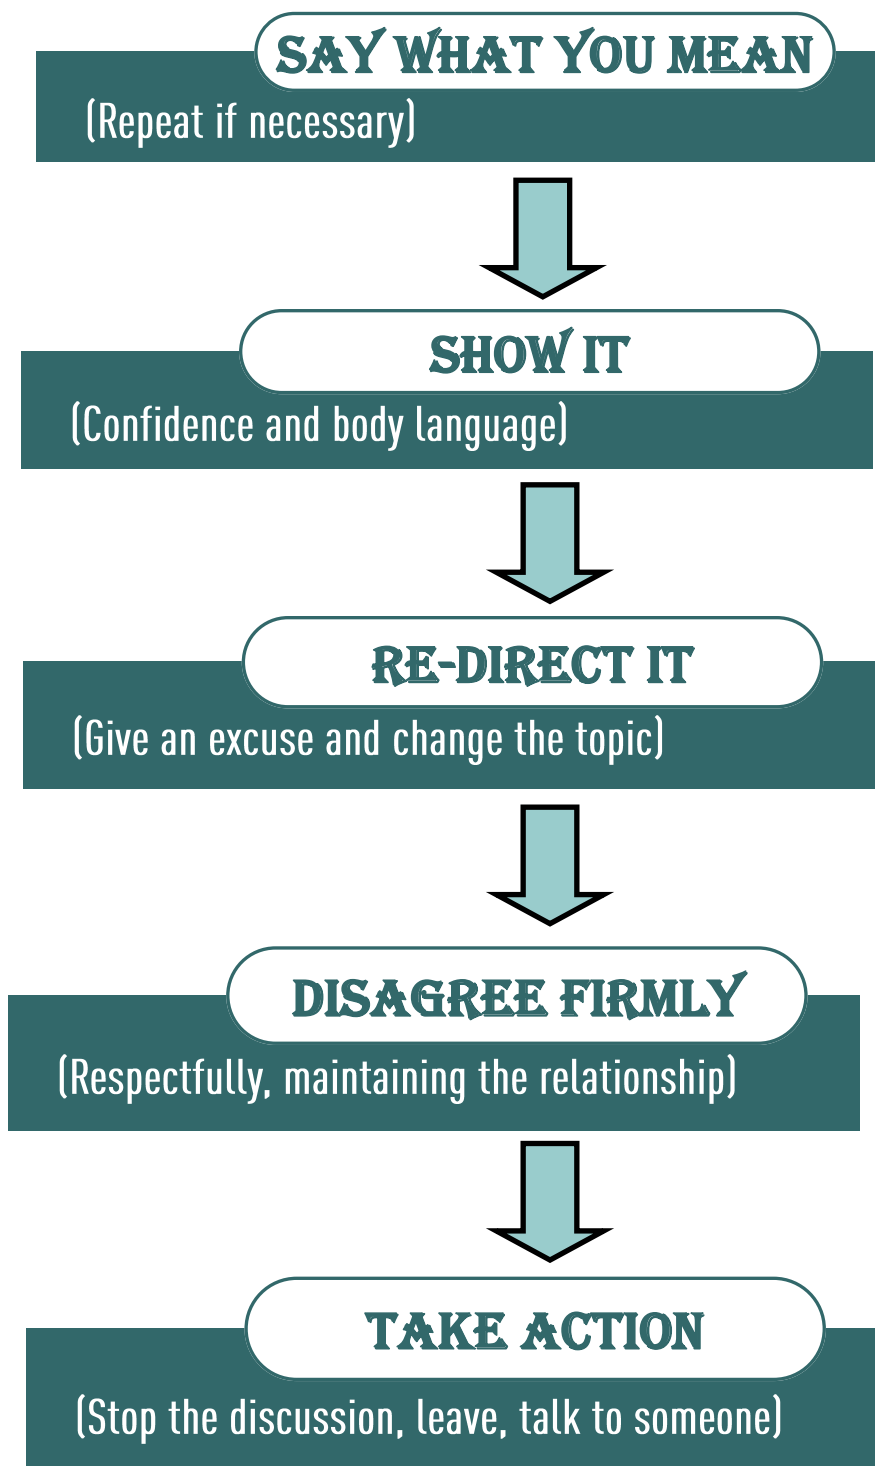 SAY WHAT YOU MEAN
(Repeat if necessary)
SHOW IT
(Confidence and body language)
RE-DIRECT IT
(Give an excuse and change the topic)
DISAGREE FIRMLY
(Respectfully, maintaining the relationship)
TAKE ACTION
(Stop the discussion, leave, talk to someone)